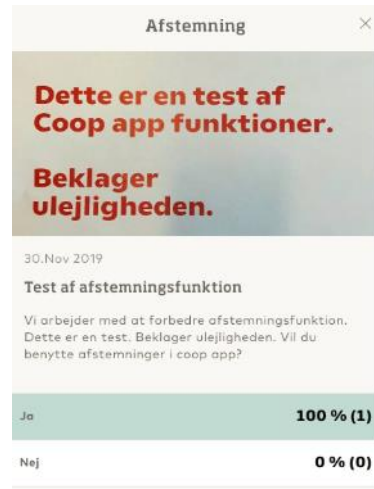 Afstemning
Dette er en test af
Coop app funktioner.
Beklager
ulejligheden.
30.Nov 2019
Test af afstemningsfunktion
Vi arbejder med at forbedre afstemningsfunktion.
Dette er en test. Beklager ulejligheden. Vil du
benytte afstemninger i coop app?
Ja 100 % (1)
Nej 0 % (0)